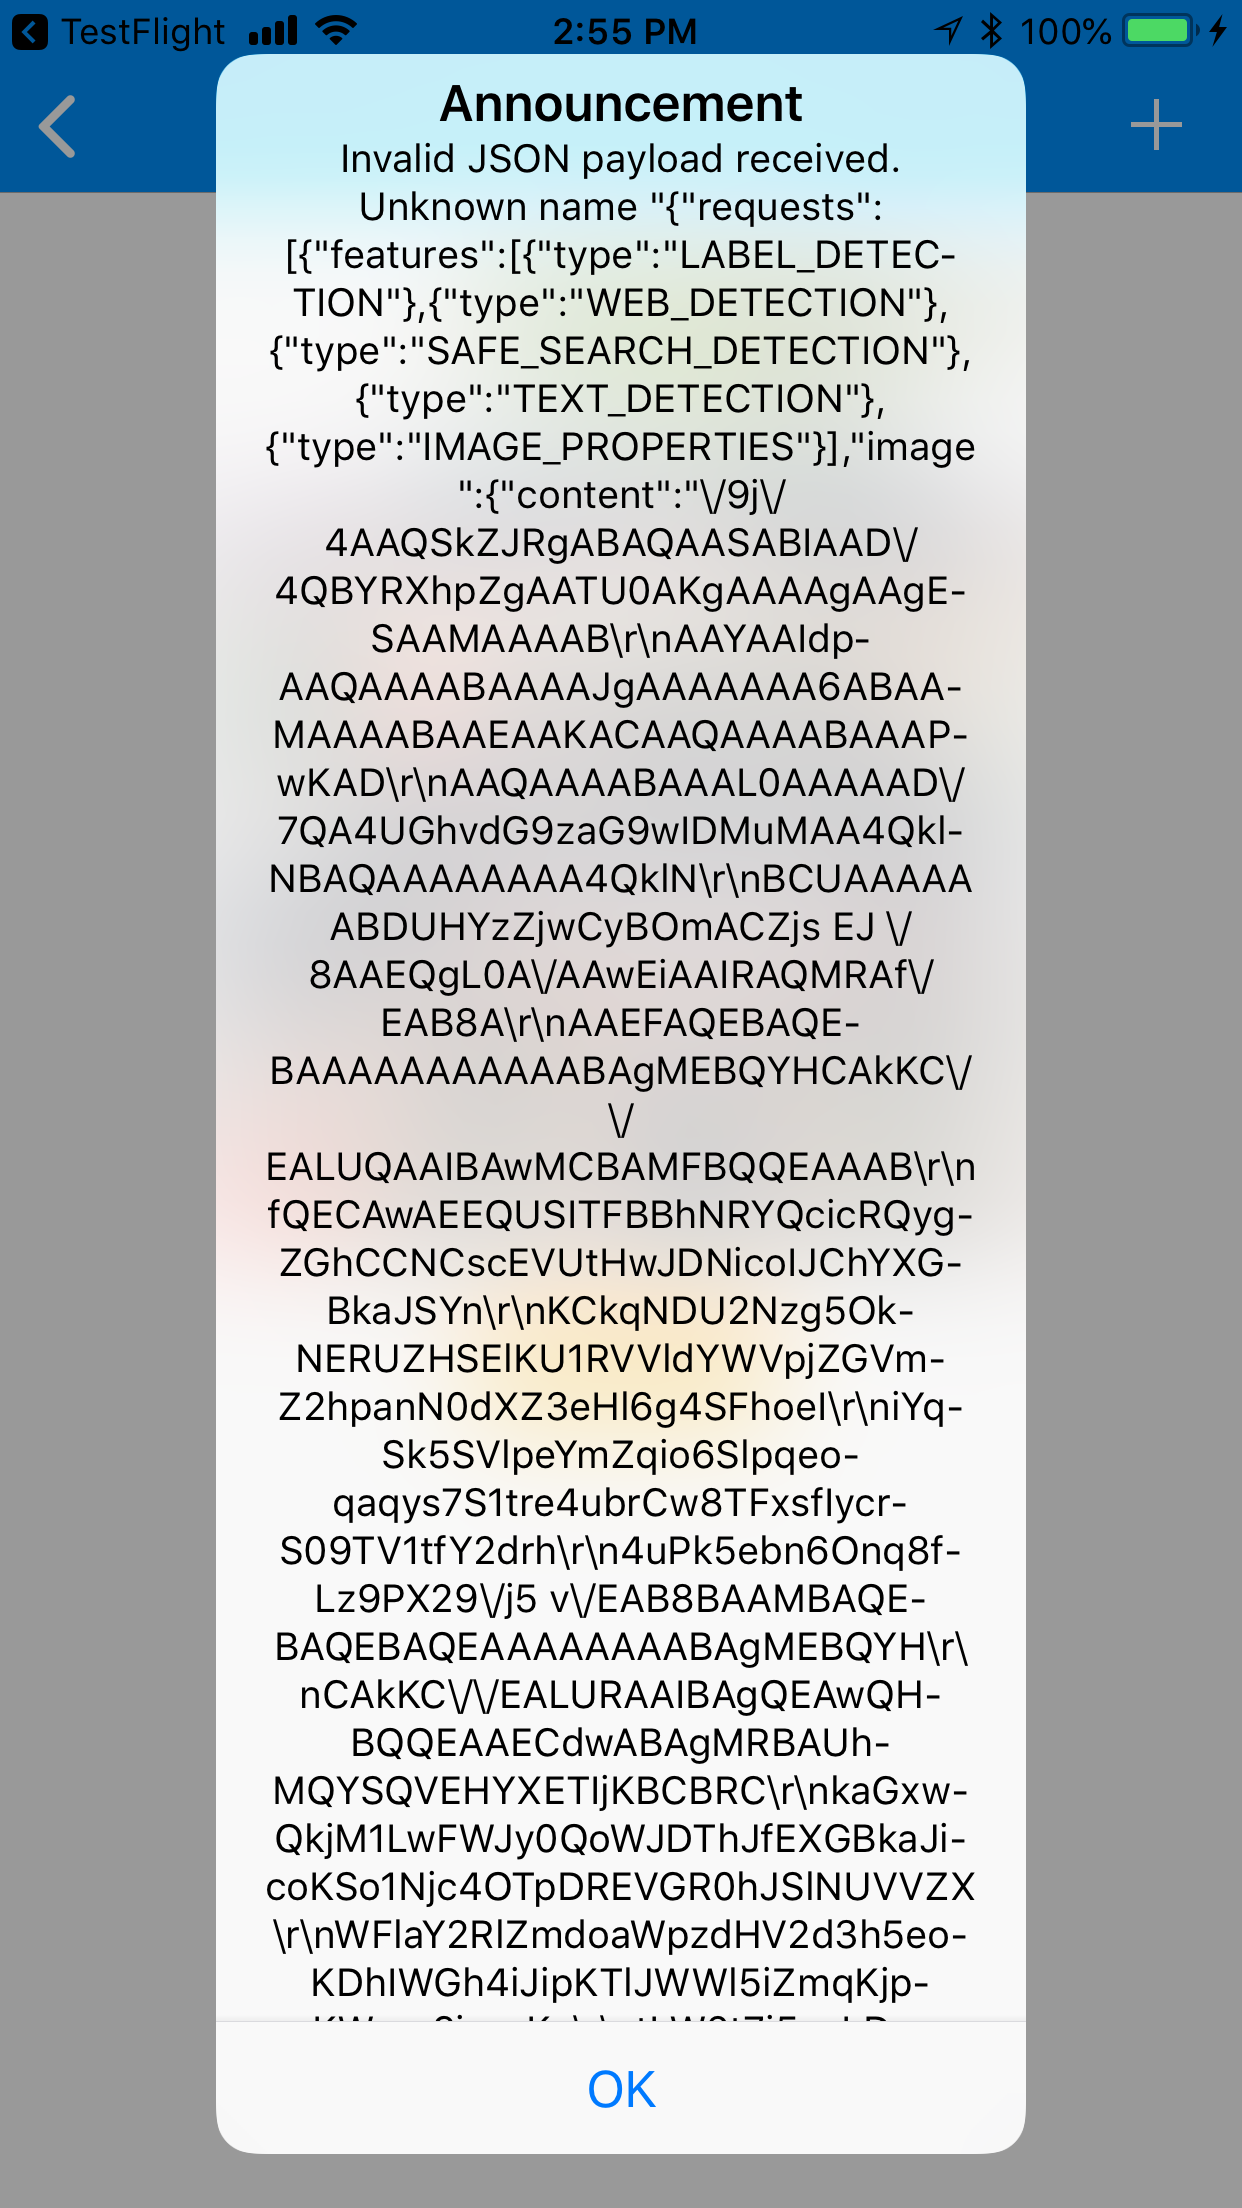 TestFlight 2:55 PM 100%
Announcement
Invalid JSON payload received.
Unknown name "{"requests":
[{"features":[{"type":"LABEL_DETEC-
TION"},{"type":"WEB_DETECTION"},
{"type":"SAFE_SEARCH_DETECTION"},
{"type":"TEXT_DETECTION"},
{"type":"IMAGE_PROPERTIES"}],"image
":{"content":"\/9j\/
4AAQSkZJRgABAQAASABIAAD\/
4QBYRXhpZgAATU0AKgAAAAgAAgE-
SAAMAAAAB\r\nAAYAAIdp-
AAQAAAABAAAAJgAAAAAAA6ABAA-
MAAAABAAEAAKACAAQAAAABAAAP-
wKAD\r\nAAQAAAABAAAL0AAAAAD\/
7QA4UGhvdG9zaG9wIDMuMAA4Qkl-
NBAQAAAAAAAA4QklN\r\nBCUAAAAA
ABDUHYzZjwCyBOmACZjs EJ \/
8AAEQgL0A\/AAwEiAAIRAQMRAf\/
EAB8A\r\nAAEFAQEBAQE-
BAAAAAAAAAAABAgMEBQYHCAkKC\/
\/
EALUQAAIBAwMCBAMFBQQEAAAB\r\n
fQECAwAEEQUSITFBBhNRYQcicRQyg-
ZGhCCNCscEVUtHwJDNicoIJChYXG-
BkaJSYn\r\nKCkqNDU2Nzg5Ok-
NERUZHSElKU1RVVldYWVpjZGVm-
Z2hpanN0dXZ3eHl6g4SFhoeI\r\niYq-
Sk5SVlpeYmZqio6Slpqeo-
qaqys7S1tre4ubrCw8TFxsfIycr-
S09TV1tfY2drh\r\n4uPk5ebn6Onq8f-
Lz9PX29\/j5 v\/EAB8BAAMBAQE-
BAQEBAQEAAAAAAAABAgMEBQYH\r\
nCAkKC\/\/EALURAAIBAgQEAwQH-
BQQEAAECdwABAgMRBAUh-
MQYSQVEHYXETIjKBCBRC\r\nkaGxw-
QkjM1LwFWJy0QoWJDThJfEXGBkaJi-
coKSo1Njc4OTpDREVGR0hJSlNUVVZX
\r\nWFlaY2RlZmdoaWpzdHV2d3h5eo-
KDhIWGh4iJipKTlJWWl5iZmqKjp-
OK